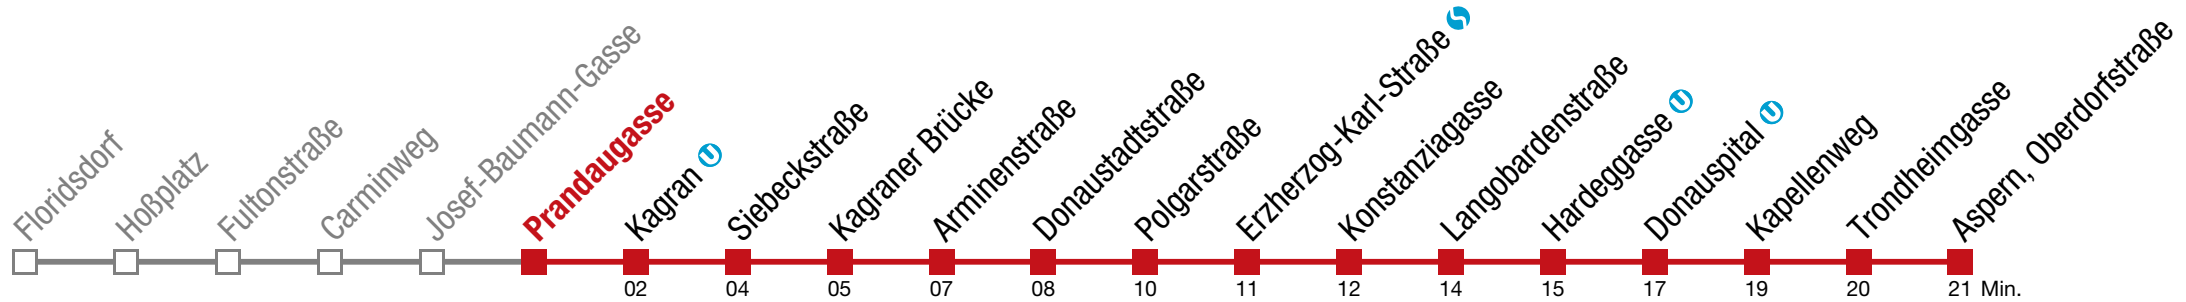 Floridsdorf
Hoßplatz
Fultonstraße
Carminweg
Josef-Baumann-Gasse
Prandaugasse
Kagran U
Siebeckstraße
Kagraner Brücke
Arminenstraße
Donaustadtstraße
Polgarstraße
Erzherzog-Karl-Straße S
Konstanziagasse
Langobardenstraße
Hardeggasse U
Donauspital U
Kapellenweg
Trondheimgasse
Aspern, Oberdorfstraße
02 04 05 07 08 10 11 12 14 15 17 19 20 21 Min.